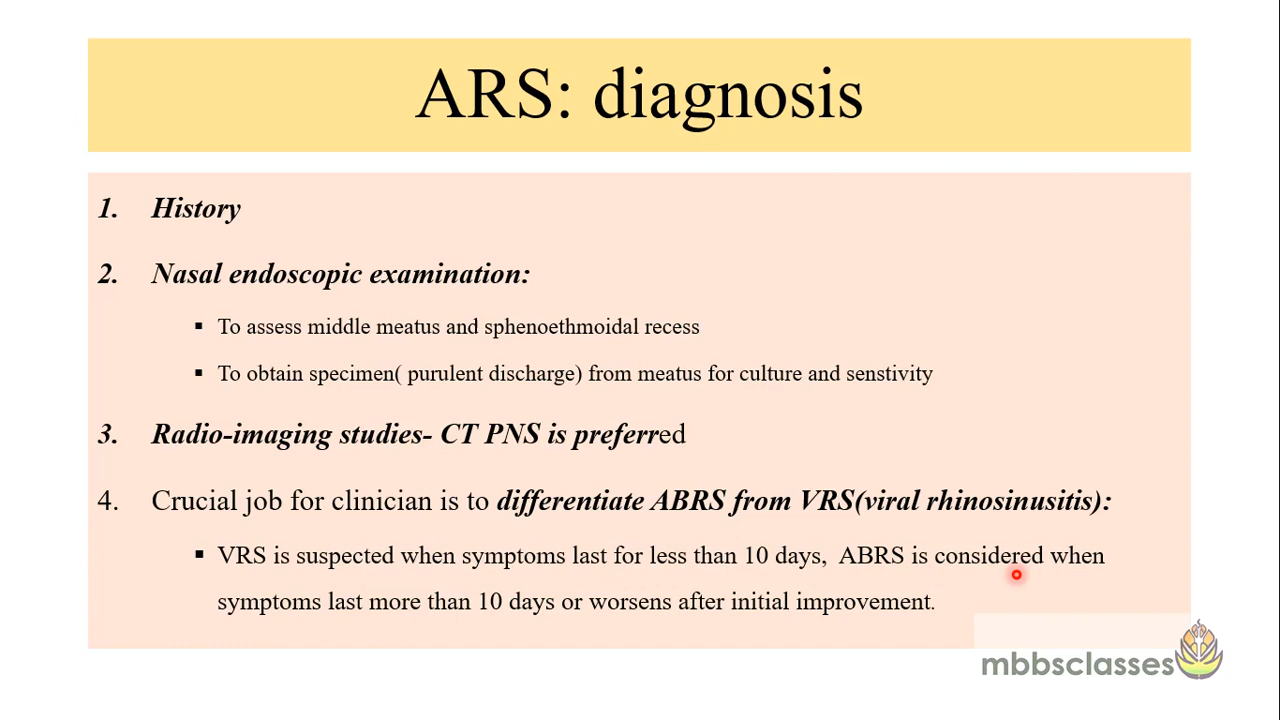 ARS: diagnosis
1. History
2. Nasal endoscopic examination:
▪ To assess middle meatus and sphenoethmoidal recess
▪ To obtain specimen( purulent discharge) from meatus for culture and senstivity
3. Radio-imaging studies- CT PNS is preferred
4. Crucial job for clinician is to differentiate ABRS from VRS(viral rhinosinusitis):
▪ VRS is suspected when symptoms last for less than 10 days, ABRS is considered when
symptoms last more than 10 days or worsens after initial improvement.
mbbsclasses